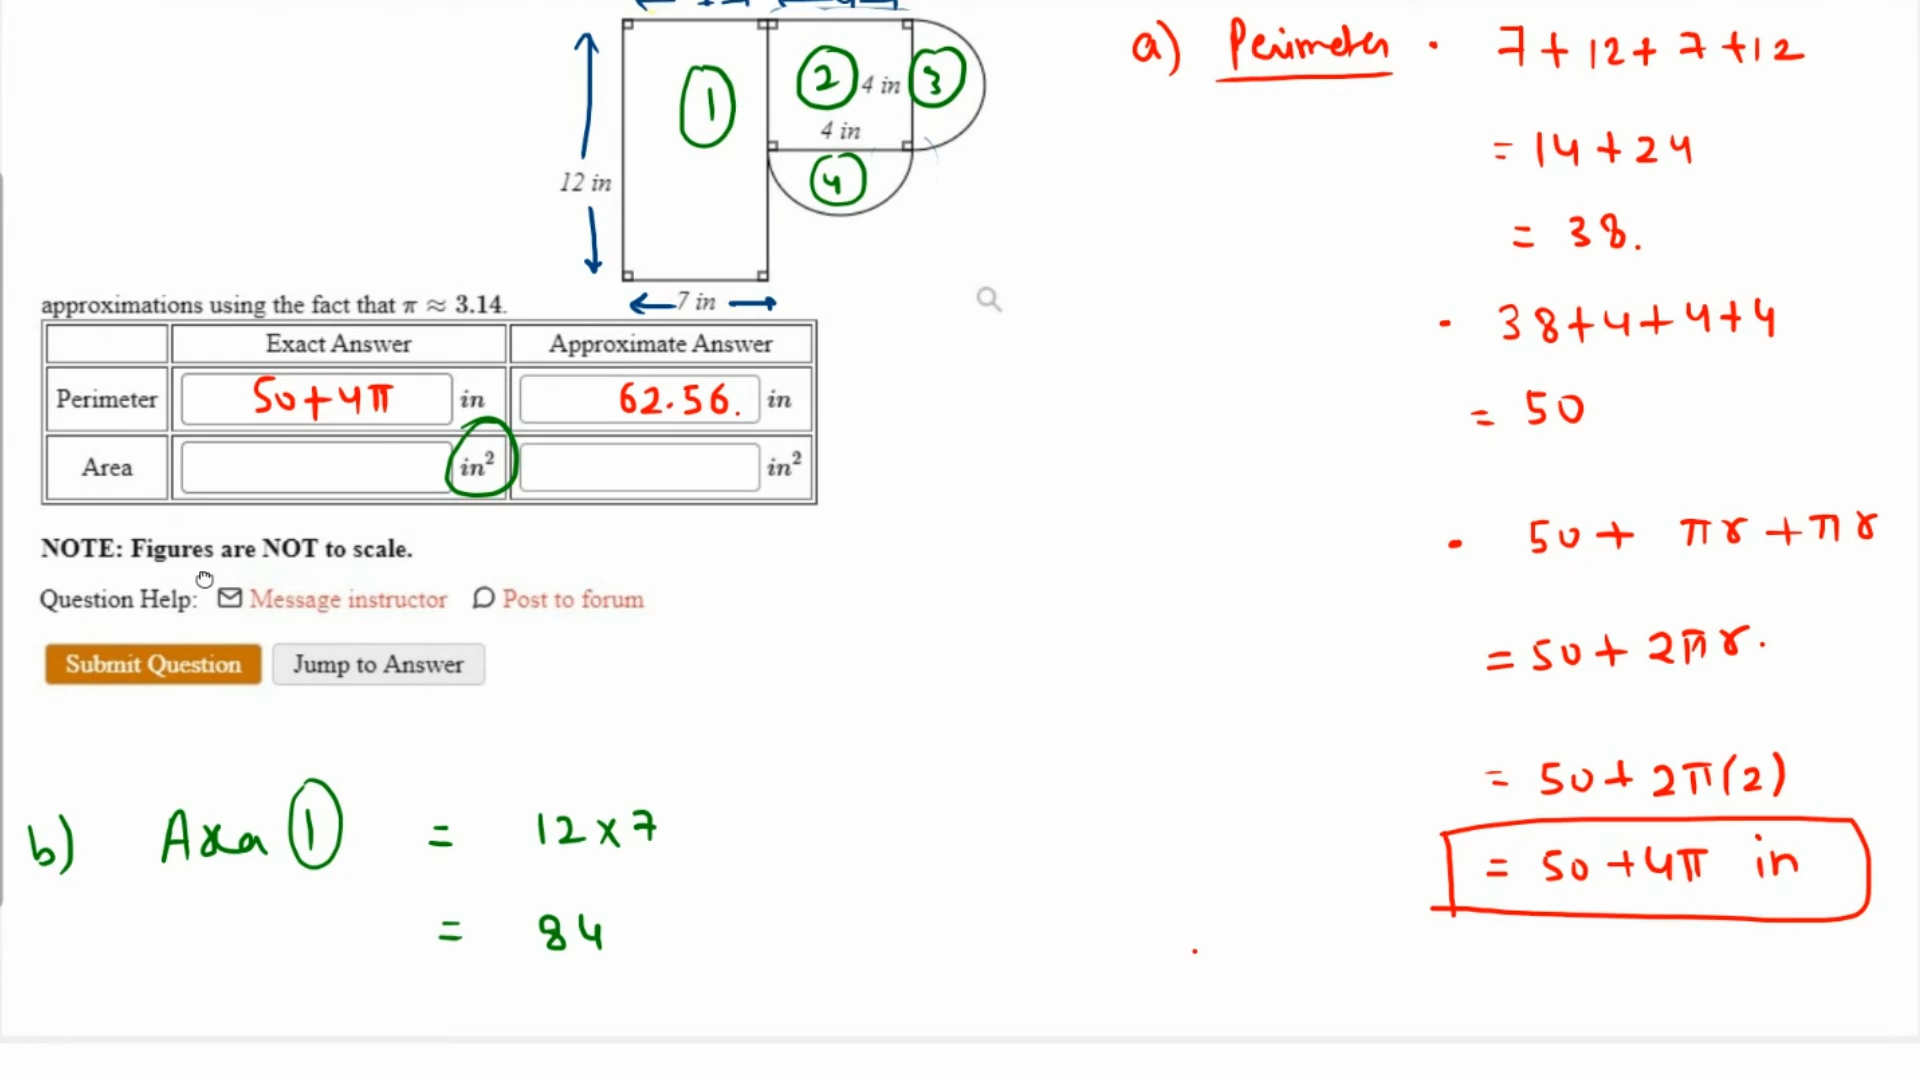 a) Perimeter · 7+12+7+12
= 14+24
= 38.
· 38+4+4+4
= 50
· 50+ πr+πr
= 50+ 2πr.
= 50+ 2π(2)
= 50+4π in
1
2
4 in
3
4 in
4
12 in
7 in
approximations using the fact that π ≈ 3.14.
Exact Answer Approximate Answer
Perimeter 50+4π in 62.56. in
Area in² in²
NOTE: Figures are NOT to scale.
Question Help: Message instructor Post to forum
Submit Question Jump to Answer
b) Area 1 = 12×7
= 84